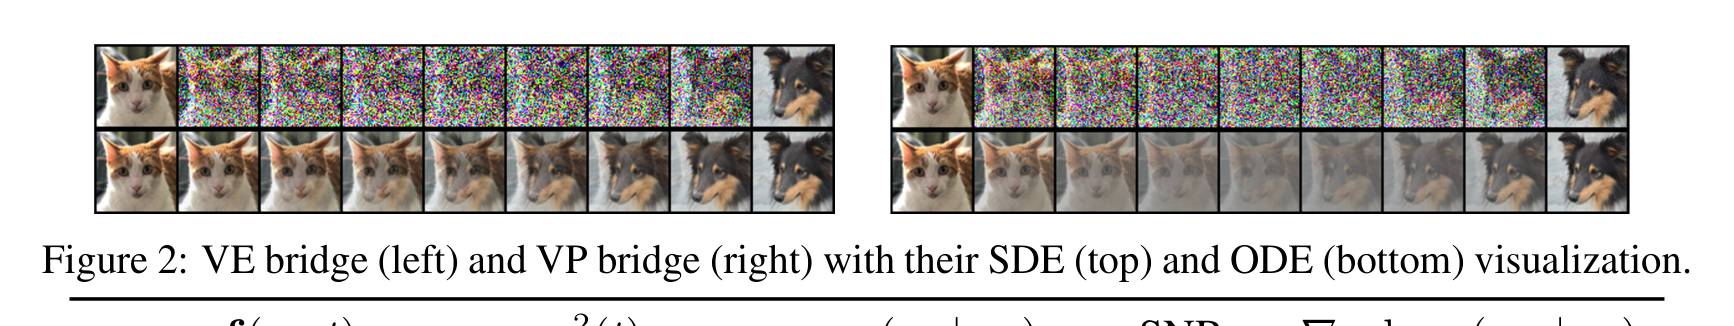 Figure 2: VE bridge (left) and VP bridge (right) with their SDE (top) and ODE (bottom) visualization.